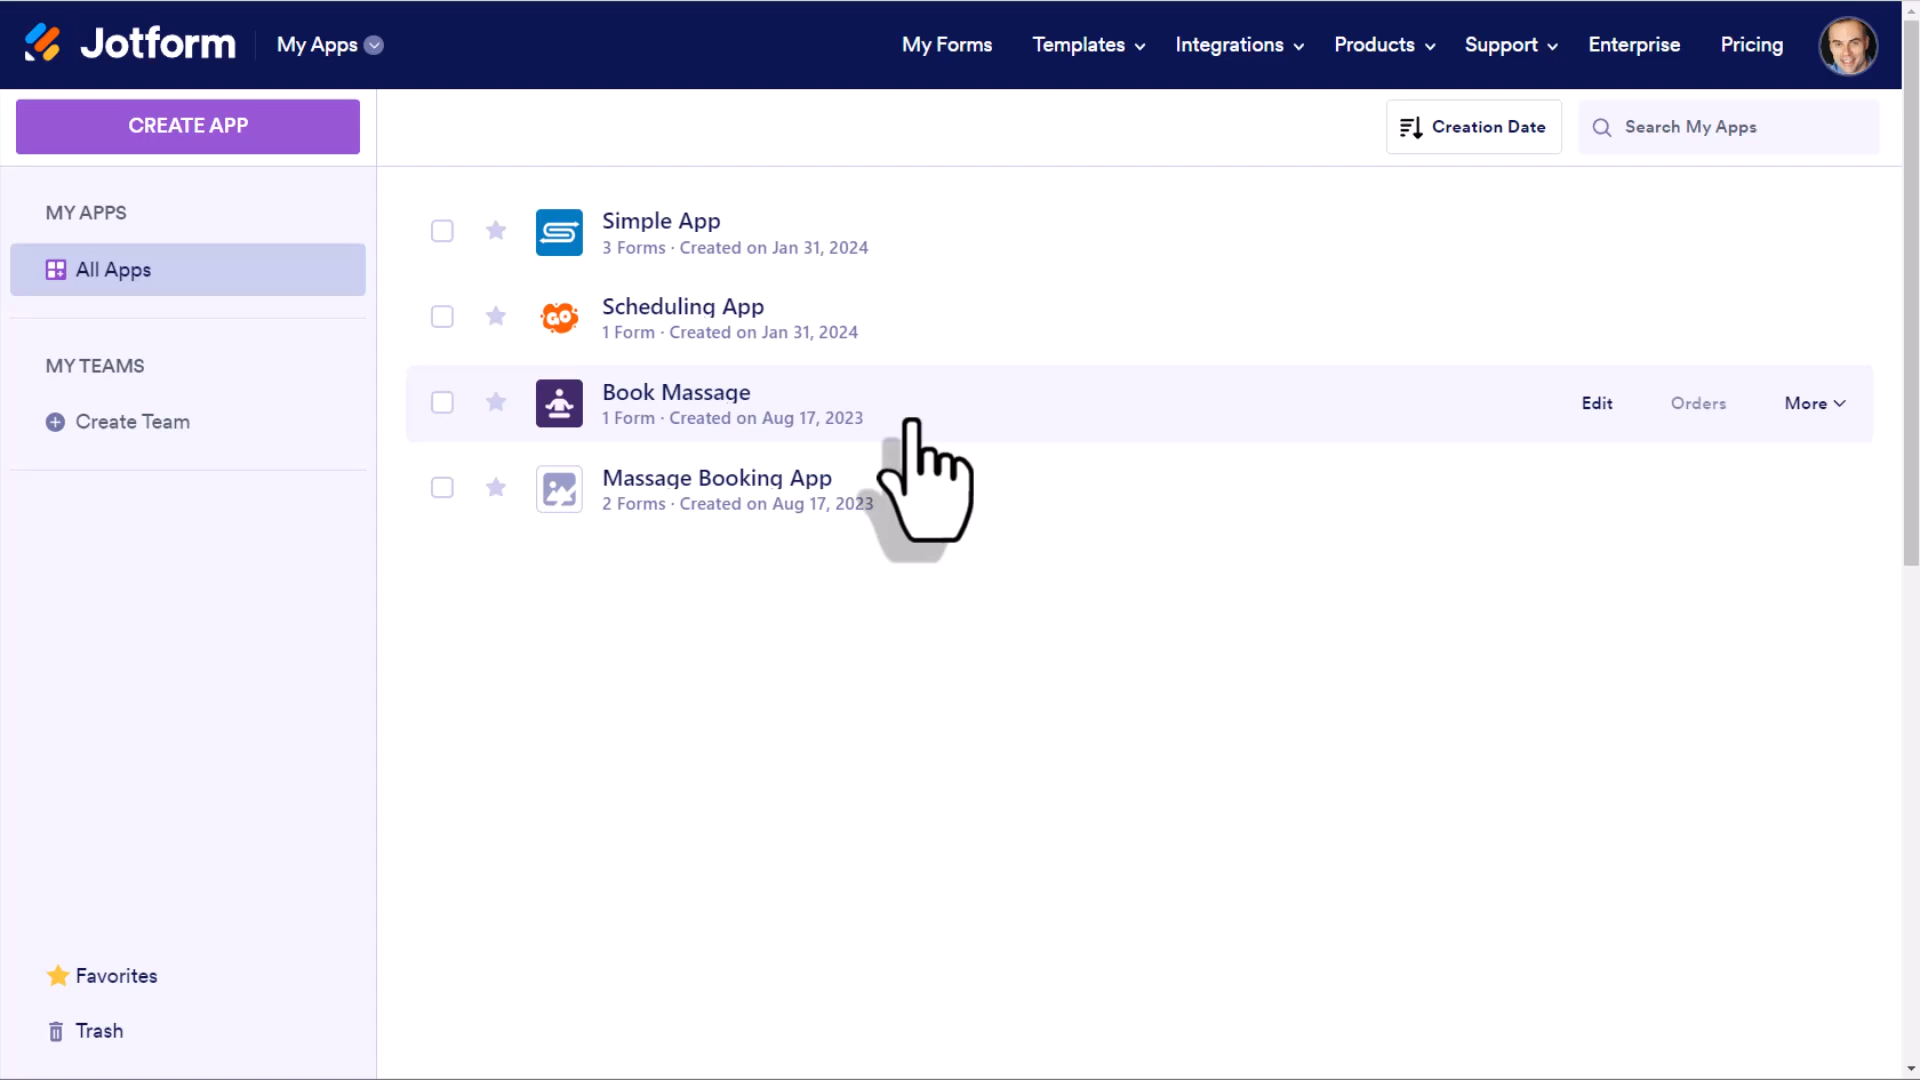 Jotform
My Apps
My Forms
Templates
Integrations
Products
Support
Enterprise
Pricing
CREATE APP
Creation Date
Search My Apps
MY APPS
All Apps
MY TEAMS
Create Team
Simple App
3 Forms · Created on Jan 31, 2024
Scheduling App
1 Form · Created on Jan 31, 2024
GO
Book Massage
1 Form · Created on Aug 17, 2023
Edit
Orders
More
Massage Booking App
2 Forms · Created on Aug 17, 2023
Favorites
Trash